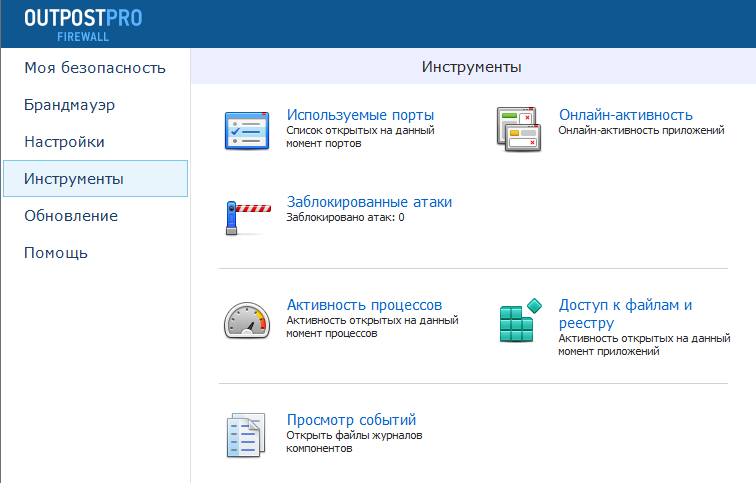 OUTPOSTPRO
FIREWALL
Моя безопасность
Брандмауэр
Настройки
Инструменты
Обновление
Помощь
Инструменты
Используемые порты
Список открытых на данный
момент портов
Онлайн-активность
Онлайн-активность приложений
Заблокированные атаки
Заблокировано атак: 0
Активность процессов
Активность открытых на данный
момент процессов
Доступ к файлам и
реестру
Активность открытых на данный
момент приложений
Просмотр событий
Открыть файлы журналов
компонентов